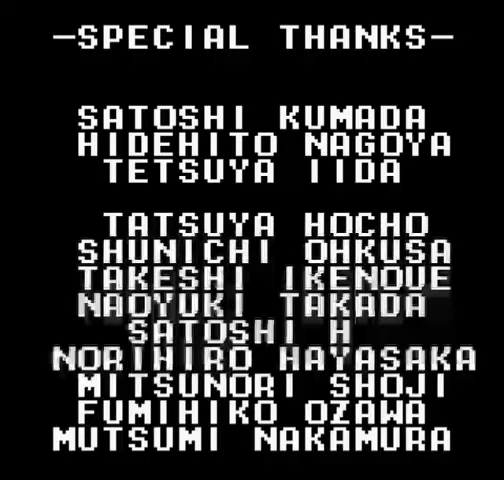 —SPECIAL THANKS—
SATOSHI KUMADA
HIDEHITO NAGOYA
TETSUYA IIDA
TATSUYA HOCHO
SHUNICHI OHKUSA
TAKESHI IKENOUE
NAOYUKI TAKADA
SATOSHI H
NORIHIRO HAYASAKA
MITSUNORI SHOJI
FUMIHIKO OZAWA
MUTSUMI NAKAMURA